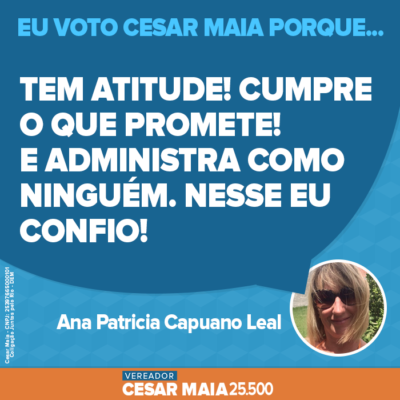 EU VOTO CESAR MAIA PORQUE...
TEM ATITUDE! CUMPRE
O QUE PROMETE!
E ADMINISTRA COMO
NINGUÉM. NESSE EU
CONFIO!
Ana Patricia Capuano Leal
VEREADOR
CESAR MAIA 25.500